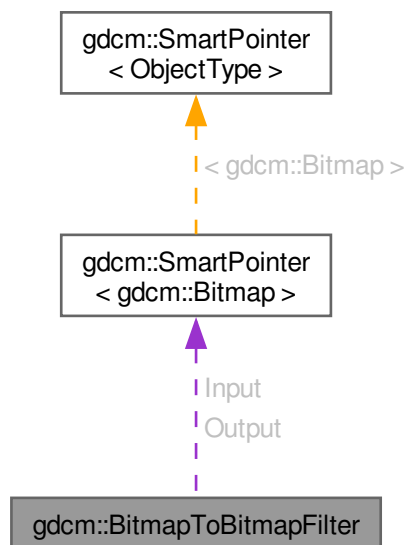 gdcm::SmartPointer
< ObjectType >
< gdcm::Bitmap >
gdcm::SmartPointer
< gdcm::Bitmap >
Input
Output
gdcm::BitmapToBitmapFilter